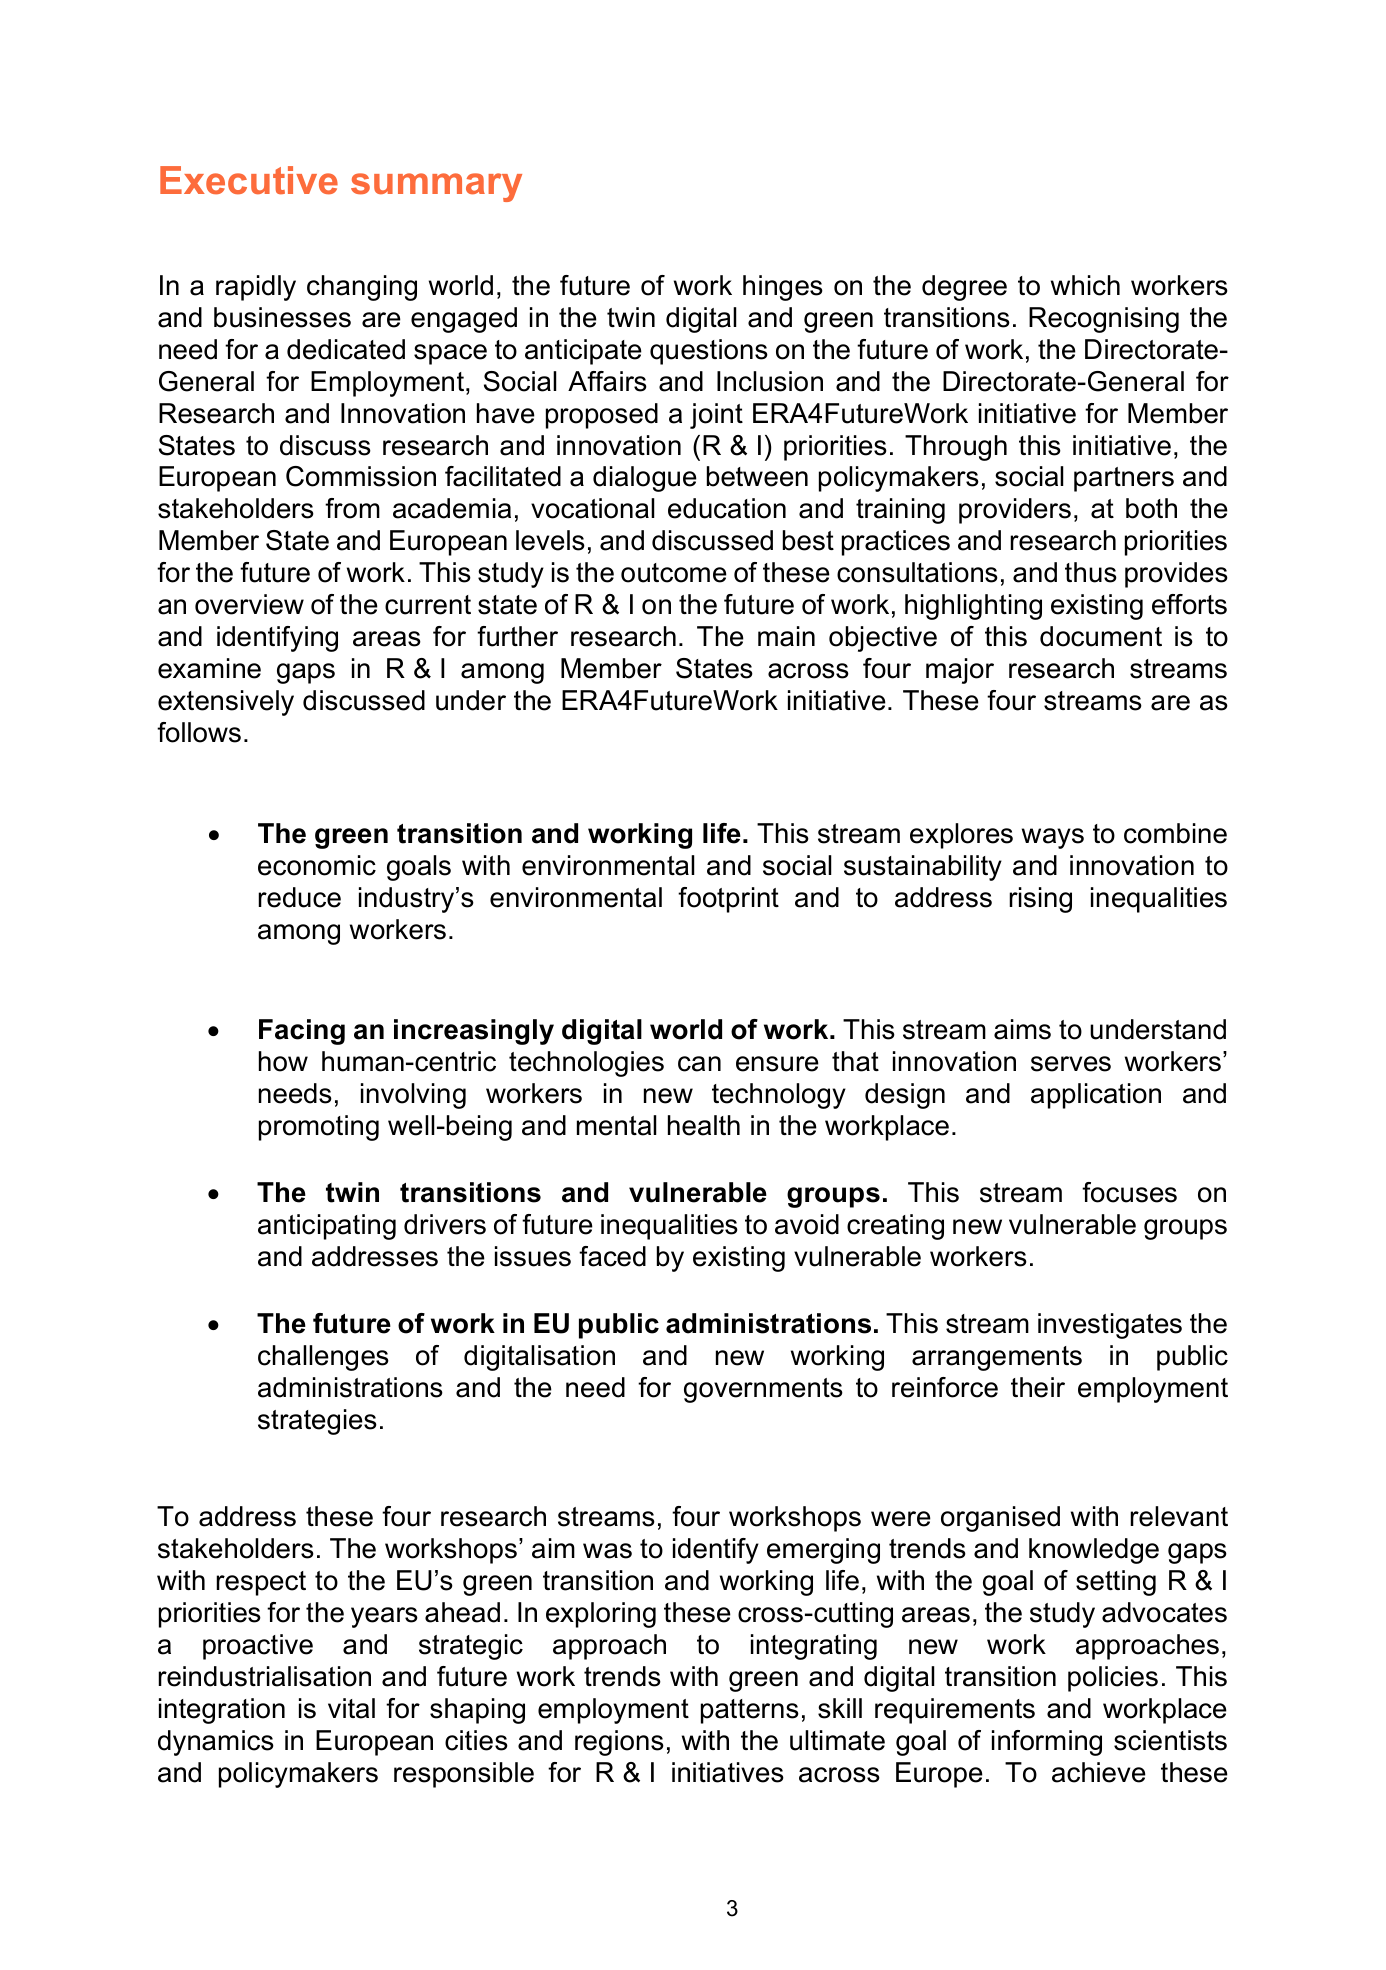 Executive summary
In a rapidly changing world, the future of work hinges on the degree to which workers
and businesses are engaged in the twin digital and green transitions. Recognising the
need for a dedicated space to anticipate questions on the future of work, the Directorate-
General for Employment, Social Affairs and Inclusion and the Directorate-General for
Research and Innovation have proposed a joint ERA4FutureWork initiative for Member
States to discuss research and innovation (R & I) priorities. Through this initiative, the
European Commission facilitated a dialogue between policymakers, social partners and
stakeholders from academia, vocational education and training providers, at both the
Member State and European levels, and discussed best practices and research priorities
for the future of work. This study is the outcome of these consultations, and thus provides
an overview of the current state of R & I on the future of work, highlighting existing efforts
and identifying areas for further research. The main objective of this document is to
examine gaps in R & I among Member States across four major research streams
extensively discussed under the ERA4FutureWork initiative. These four streams are as
follows.
• The green transition and working life. This stream explores ways to combine
economic goals with environmental and social sustainability and innovation to
reduce industry’s environmental footprint and to address rising inequalities
among workers.
• Facing an increasingly digital world of work. This stream aims to understand
how human-centric technologies can ensure that innovation serves workers’
needs, involving workers in new technology design and application and
promoting well-being and mental health in the workplace.
• The twin transitions and vulnerable groups. This stream focuses on
anticipating drivers of future inequalities to avoid creating new vulnerable groups
and addresses the issues faced by existing vulnerable workers.
• The future of work in EU public administrations. This stream investigates the
challenges of digitalisation and new working arrangements in public
administrations and the need for governments to reinforce their employment
strategies.
To address these four research streams, four workshops were organised with relevant
stakeholders. The workshops’ aim was to identify emerging trends and knowledge gaps
with respect to the EU’s green transition and working life, with the goal of setting R & I
priorities for the years ahead. In exploring these cross-cutting areas, the study advocates
a proactive and strategic approach to integrating new work approaches,
reindustrialisation and future work trends with green and digital transition policies. This
integration is vital for shaping employment patterns, skill requirements and workplace
dynamics in European cities and regions, with the ultimate goal of informing scientists
and policymakers responsible for R & I initiatives across Europe. To achieve these
3